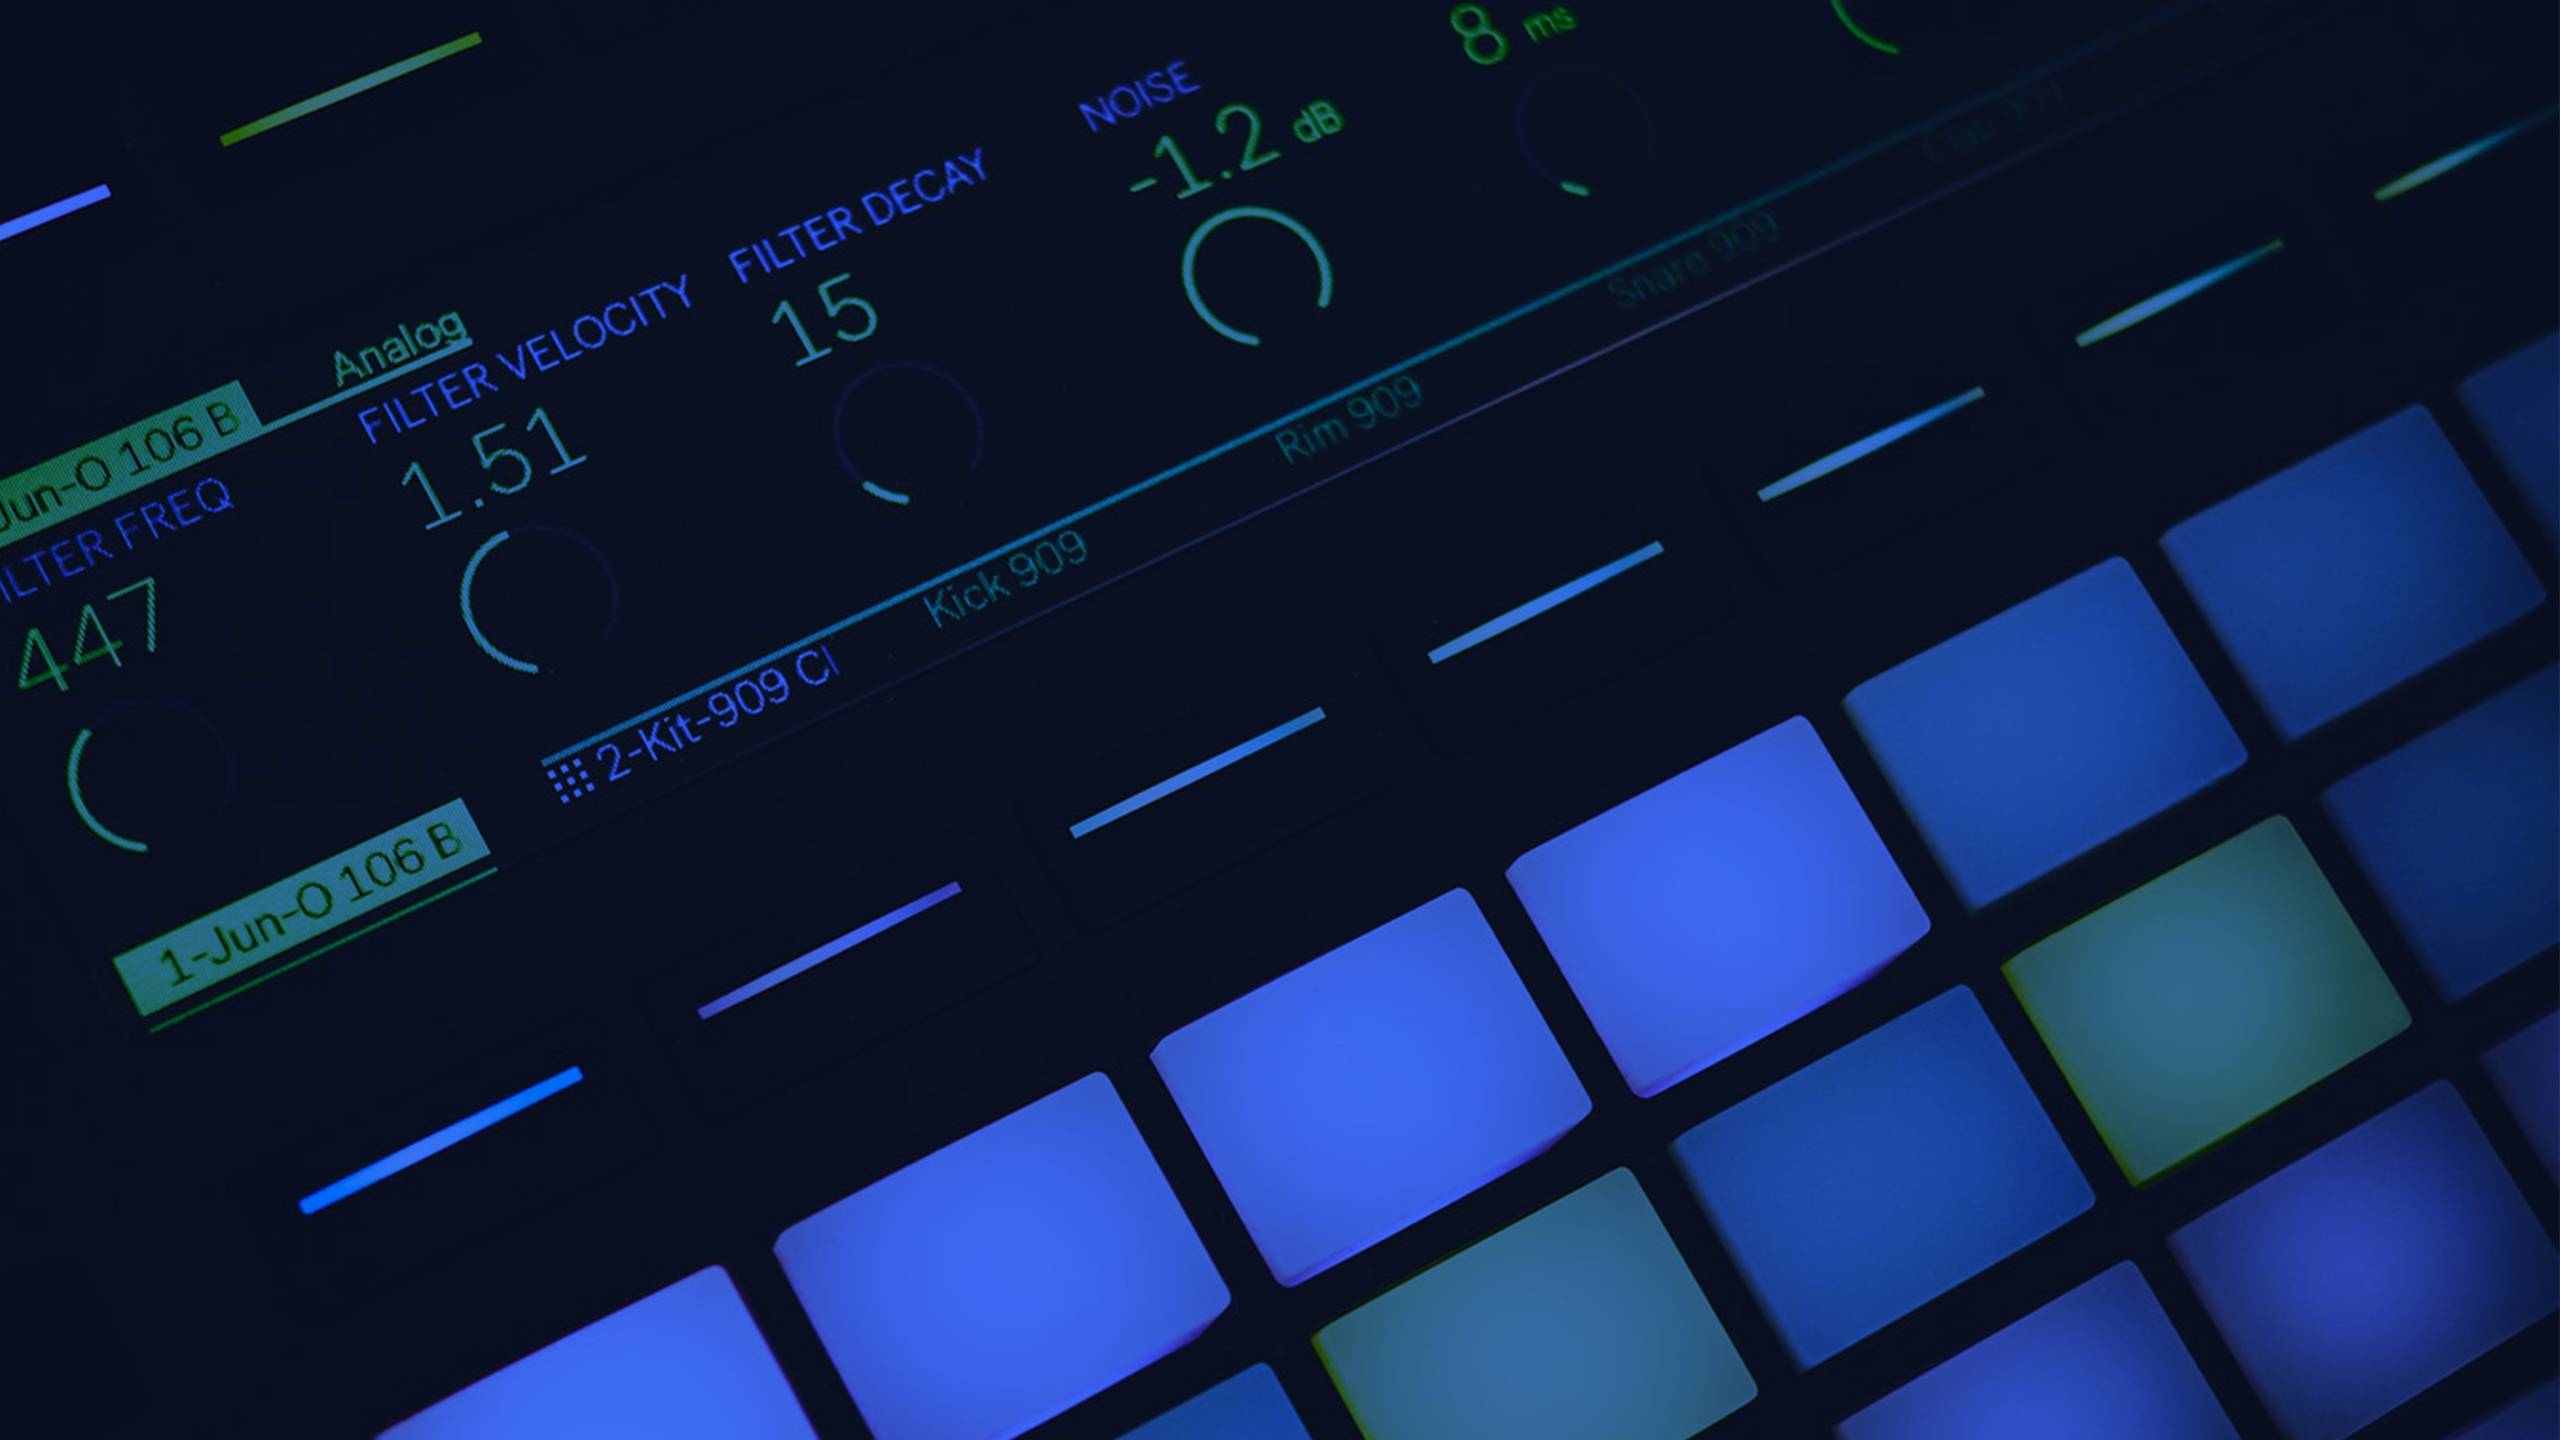 8 ms
NOISE
-1.2 dB
FILTER DECAY
15
Analog
FILTER VELOCITY
1.51
Jun-O 106 B
ILTER FREQ
447
Snare 909
Rim 909
Kick 909
2-Kit-909 Cl
1-Jun-O 106 B